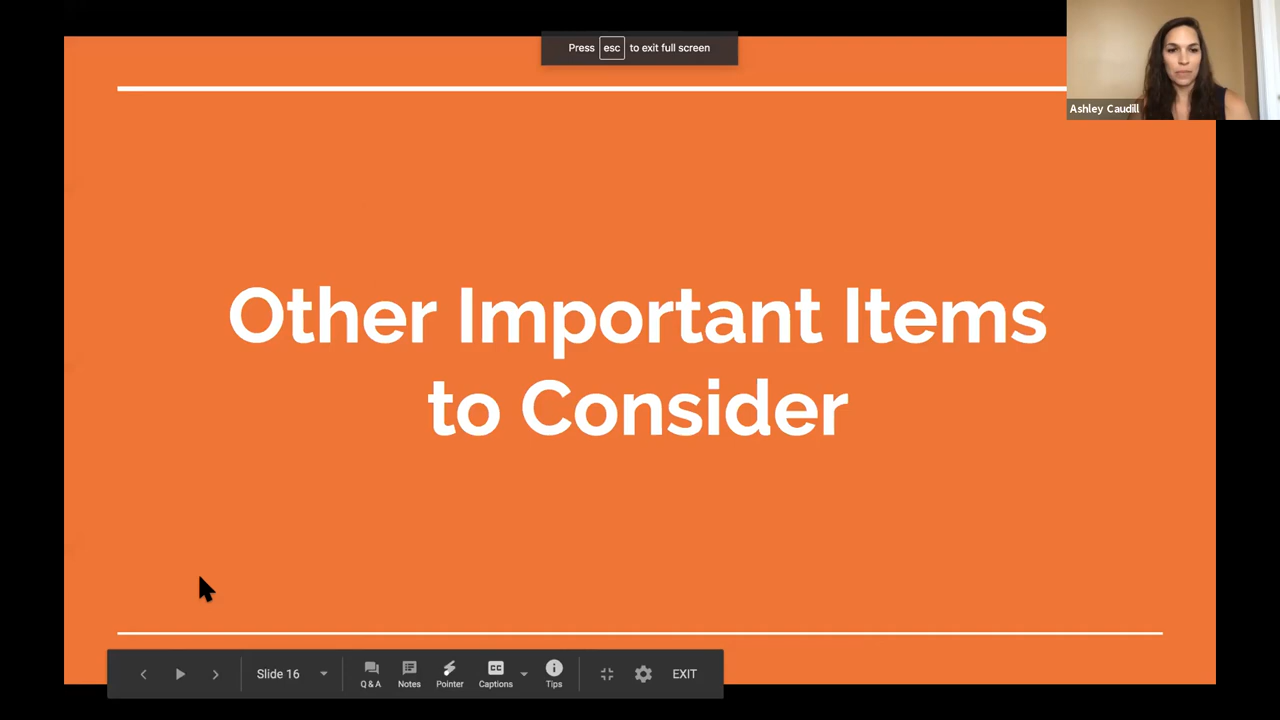 Press esc to exit full screen
Ashley Caudill
Other Important Items
to Consider
Slide 16
Q & A
Notes
Pointer
CC
Captions
Tips
EXIT